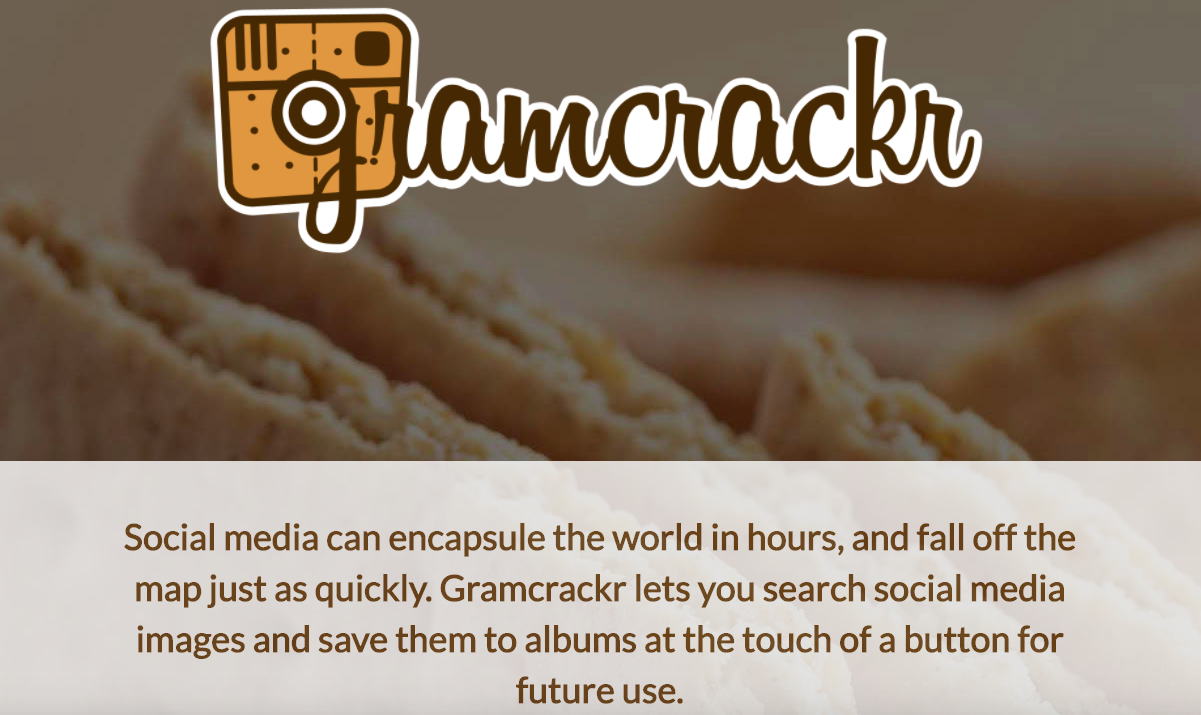 gramcrackr
Social media can encapsule the world in hours, and fall off the
map just as quickly. Gramcrackr lets you search social media
images and save them to albums at the touch of a button for
future use.